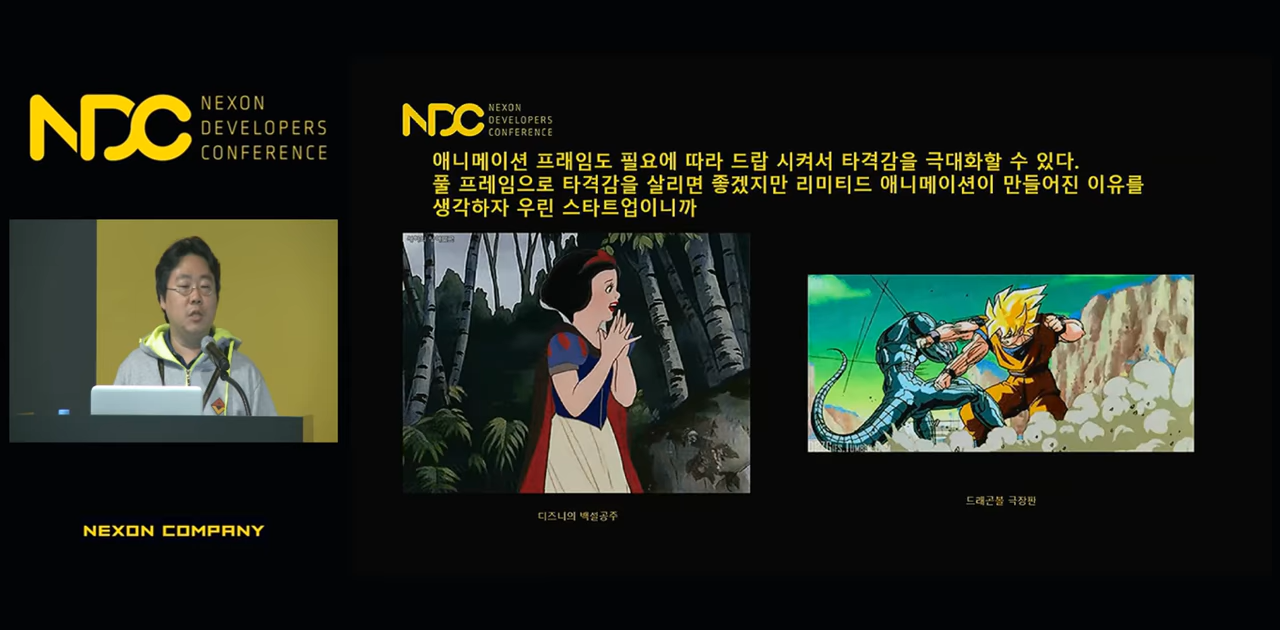 NDC
NEXON
DEVELOPERS
CONFERENCE
NDC
NEXON
DEVELOPERS
CONFERENCE
애니메이션 프래임도 필요에 따라 드랍 시켜서 타격감을 극대화할 수 있다.
풀 프레임으로 타격감을 살리면 좋겠지만 리미티드 애니메이션이 만들어진 이유를
생각하자 우린 스타트업이니까
디즈니의 백설공주
드래곤볼 극장판
NEXON COMPANY